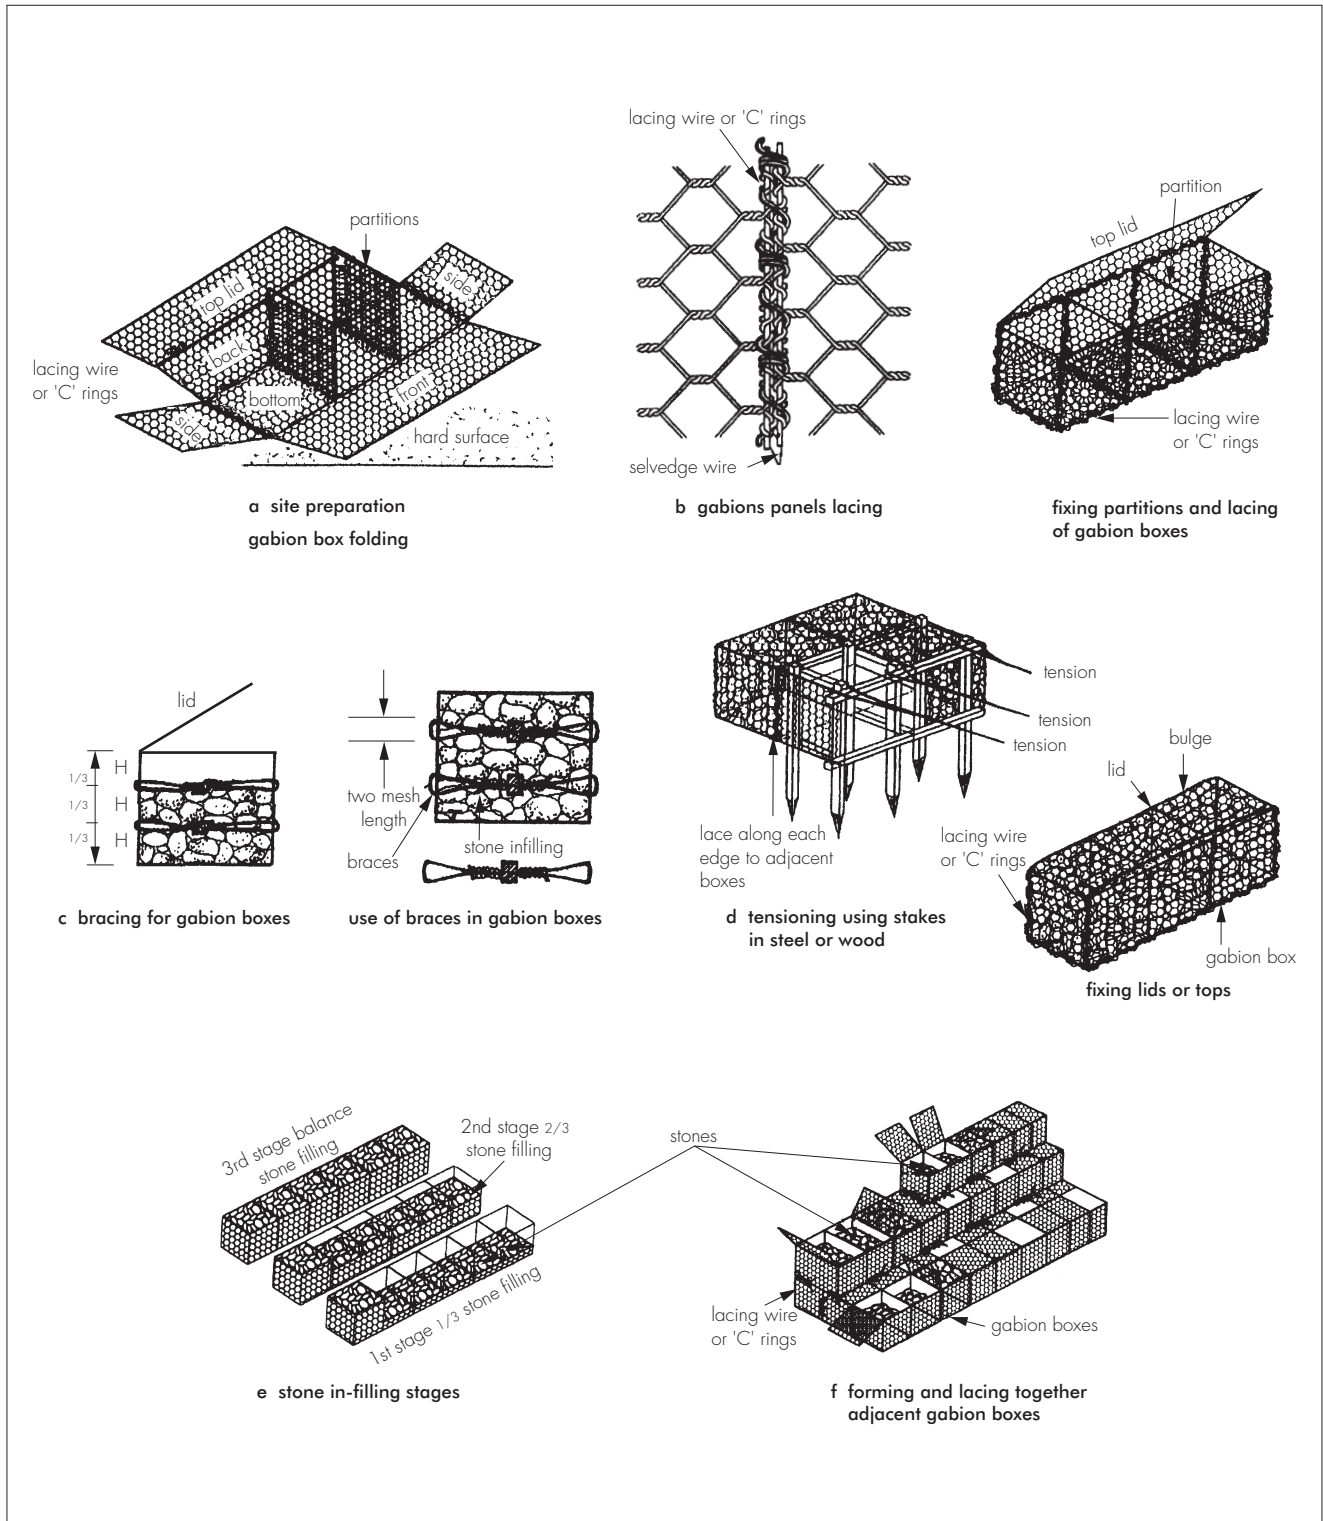 lacing wire or 'C' rings
partitions
top lid
side
back
lacing wire
or 'C' rings
bottom
front
side
hard surface
selvedge wire
partition
top lid
lacing wire
or 'C' rings
a site preparation
gabion box folding
b gabions panels lacing
fixing partitions and lacing
of gabion boxes
lid
1/3 H
1/3 H
1/3 H
two mesh
length
braces
stone infilling
tension
tension
tension
lace along each
edge to adjacent
boxes
bulge
lid
lacing wire
or 'C' rings
gabion box
c bracing for gabion boxes
use of braces in gabion boxes
d tensioning using stakes
in steel or wood
fixing lids or tops
3rd stage balance
stone filling
2nd stage 2/3
stone filling
1st stage 1/3 stone filling
stones
lacing wire
or 'C' rings
gabion boxes
e stone in-filling stages
f forming and lacing together
adjacent gabion boxes